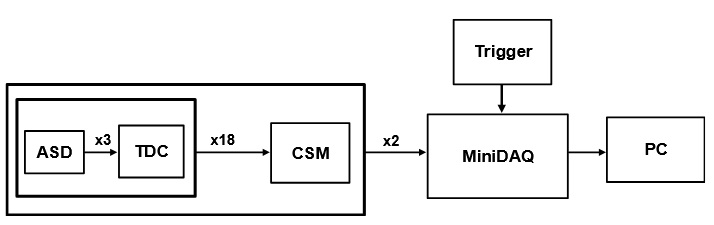 Trigger
ASD
x3
TDC
x18
CSM
x2
MiniDAQ
PC